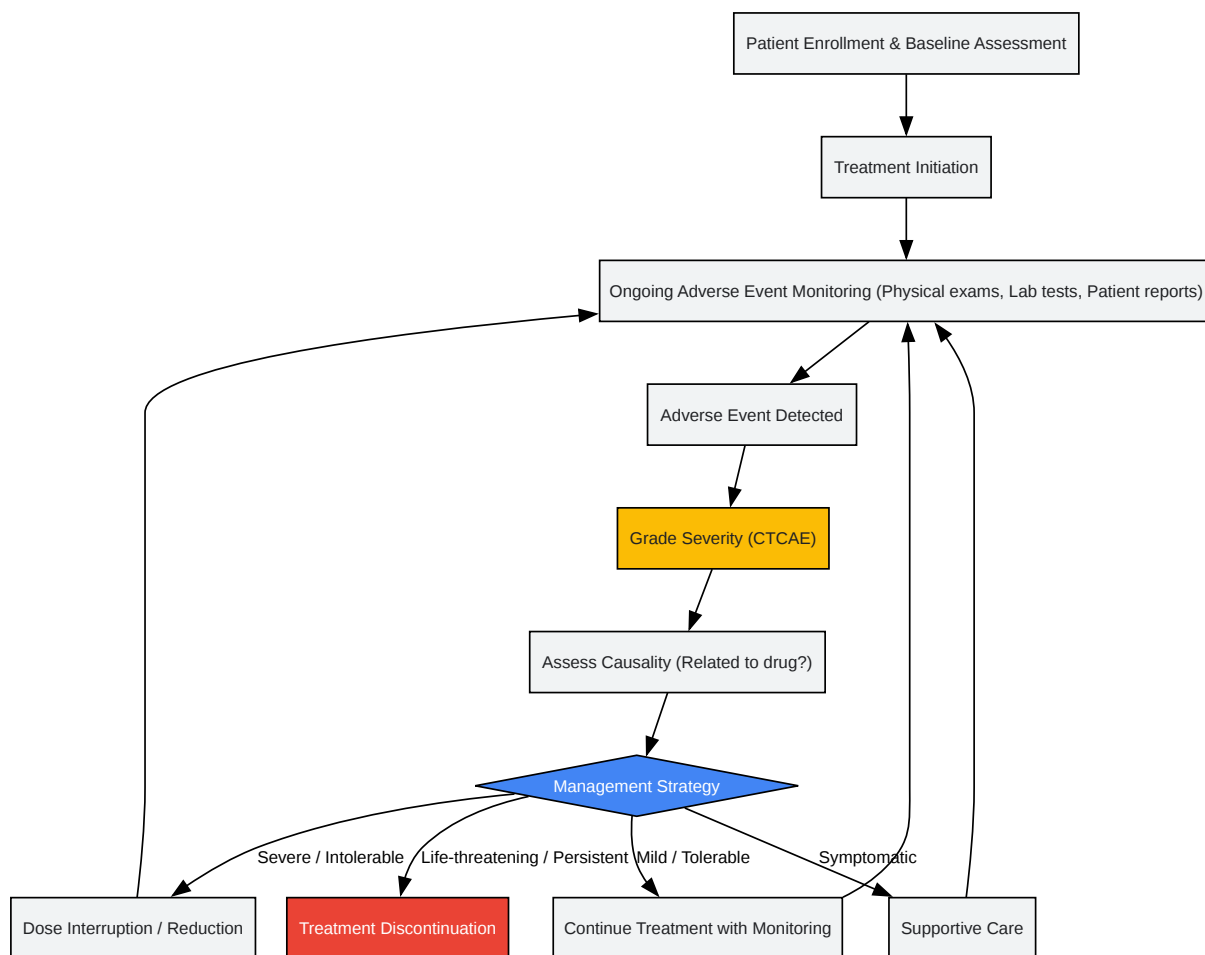 Patient Enrollment & Baseline Assessment
Treatment Initiation
Ongoing Adverse Event Monitoring (Physical exams, Lab tests, Patient reports)
Adverse Event Detected
Grade Severity (CTCAE)
Assess Causality (Related to drug?)
Management Strategy
Severe / Intolerable
Life-threatening / Persistent
Mild / Tolerable
Symptomatic
Dose Interruption / Reduction
Treatment Discontinuation
Continue Treatment with Monitoring
Supportive Care